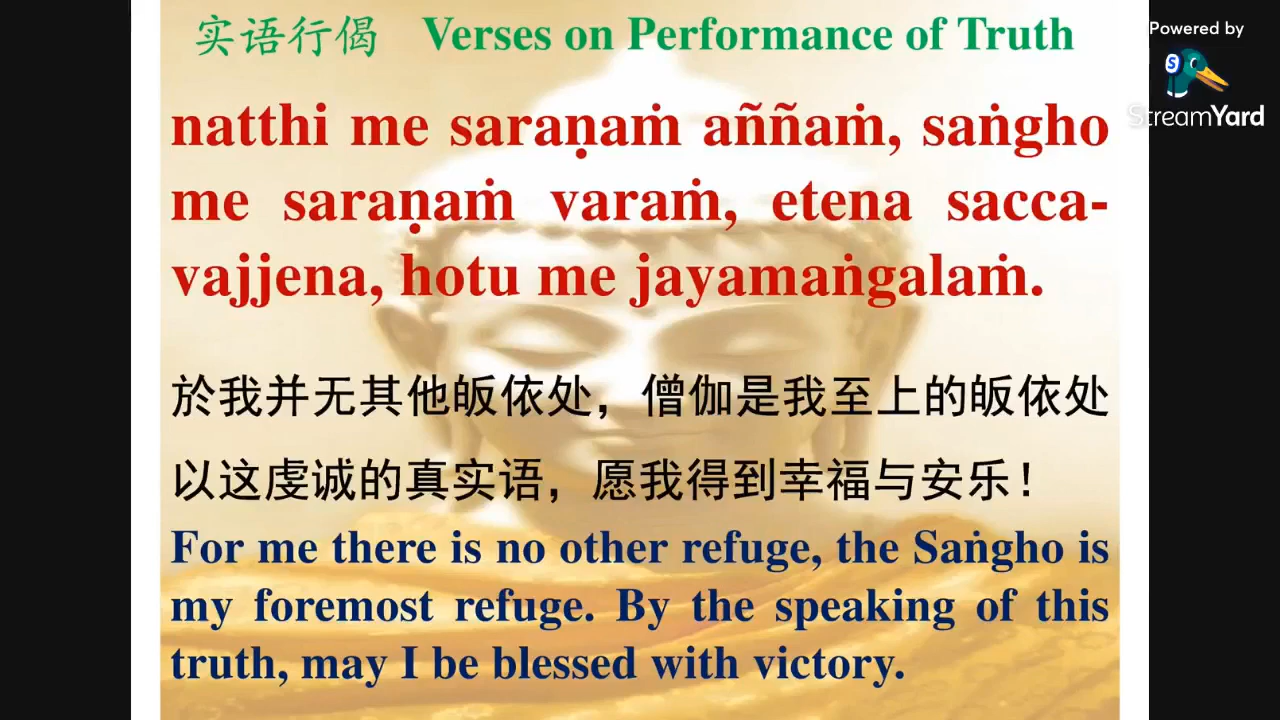 实语行偈 Verses on Performance of Truth
Powered by
StreamYard
natthi me saraṇaṁ aññaṁ, saṅgho
me saraṇaṁ varaṁ, etena sacca-
vajjena, hotu me jayamaṅgalaṁ.
於我并无其他皈依处，僧伽是我至上的皈依处
以这虔诚的真实语，愿我得到幸福与安乐！
For me there is no other refuge, the Saṅgho is
my foremost refuge. By the speaking of this
truth, may I be blessed with victory.